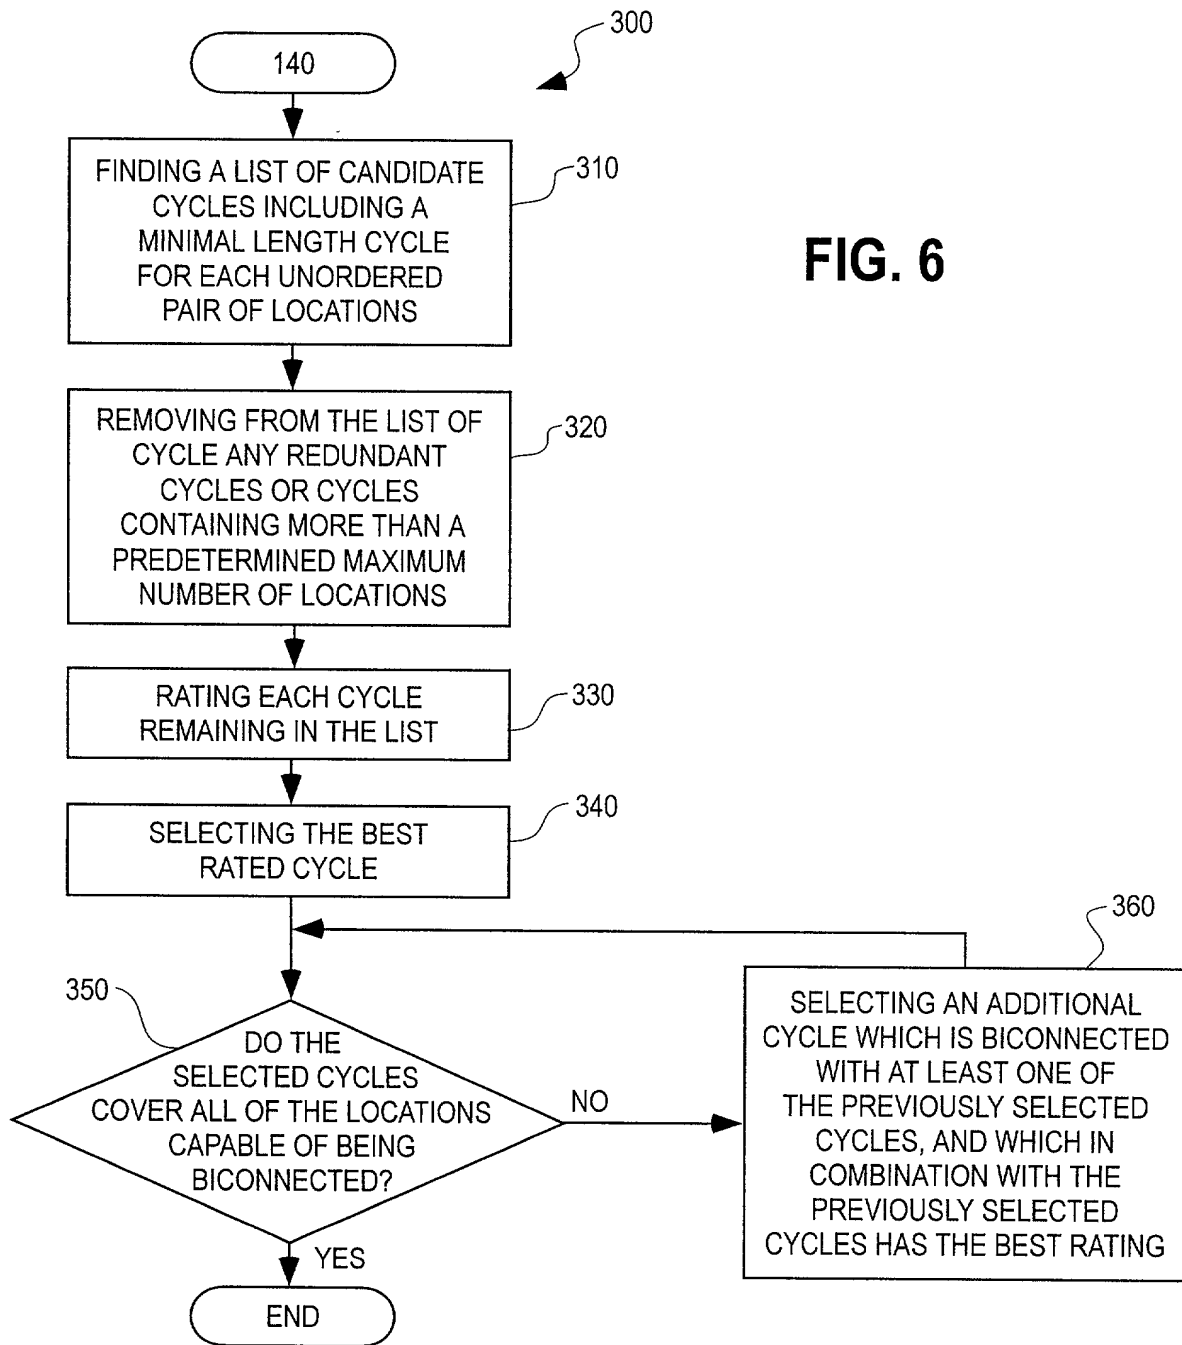 300
140
FINDING A LIST OF CANDIDATE
CYCLES INCLUDING A
MINIMAL LENGTH CYCLE
FOR EACH UNORDERED
PAIR OF LOCATIONS
310
FIG. 6
REMOVING FROM THE LIST OF
CYCLE ANY REDUNDANT
CYCLES OR CYCLES
CONTAINING MORE THAN A
PREDETERMINED MAXIMUM
NUMBER OF LOCATIONS
320
RATING EACH CYCLE
REMAINING IN THE LIST
330
SELECTING THE BEST
RATED CYCLE
340
350
DO THE
SELECTED CYCLES
COVER ALL OF THE LOCATIONS
CAPABLE OF BEING
BICONNECTED?
NO
360
SELECTING AN ADDITIONAL
CYCLE WHICH IS BICONNECTED
WITH AT LEAST ONE OF
THE PREVIOUSLY SELECTED
CYCLES, AND WHICH IN
COMBINATION WITH THE
PREVIOUSLY SELECTED
CYCLES HAS THE BEST RATING
YES
END